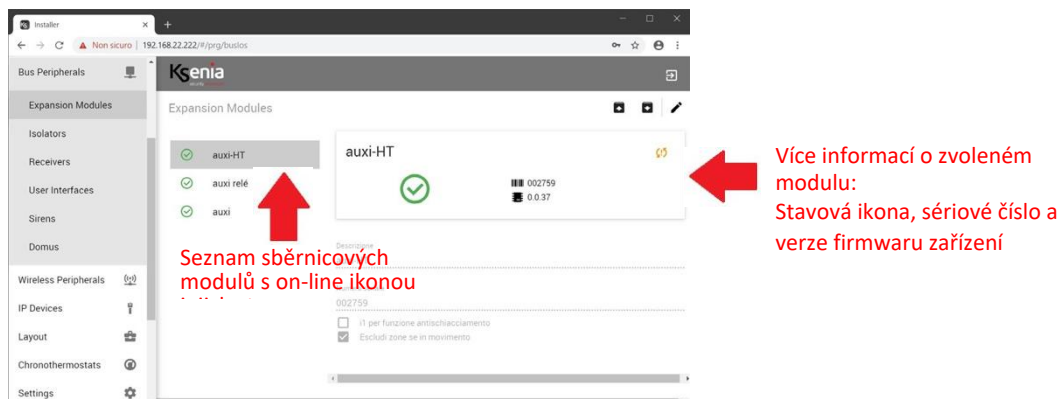 Installer
Non sicuro | 192.168.22.222/#/prg/buslos
Bus Peripherals
Expansion Modules
Isolators
Receivers
User Interfaces
Sirens
Domus
Wireless Peripherals
IP Devices
Layout
Chronothermostats
Settings
Ksenia
Expansion Modules
auxi-HT
auxi relé
auxi
Seznam sběrnicových
modulů s on-line ikonou
auxi-HT
002759
0.0.37
Descrizione
002759
i1 per funzione antischiacciamento
Escludi zone se in movimento
Více informací o zvoleném
modulu:
Stavová ikona, sériové číslo a
verze firmwaru zařízení